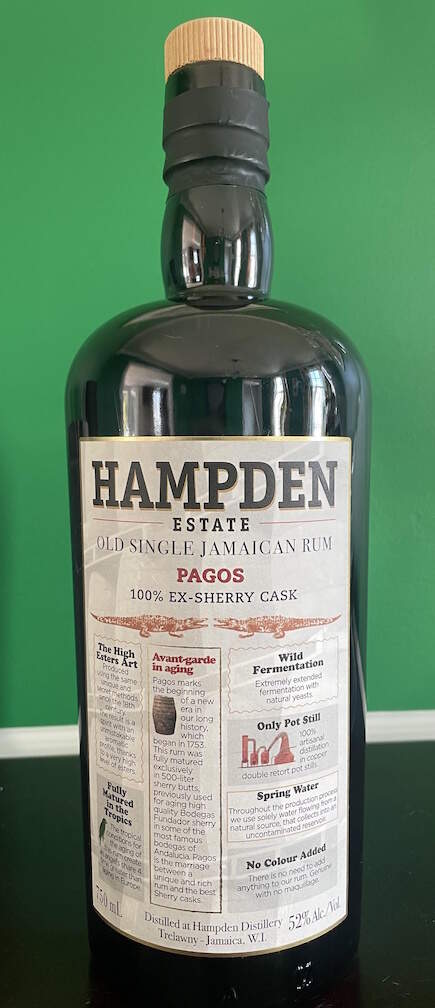 HAMPDEN
ESTATE
OLD SINGLE JAMAICAN RUM
PAGOS
100% EX-SHERRY CASK
The High
Esters Art
Produced
using the same
unique and
secret methods
since the 18th
century,
the result is a
spirit with an
unmistakable
aromatic
profile, thanks
to a very high
level of esters.
Fully
Matured
in the
Tropics
The tropical
conditions for
the aging of
Avant-garde
in aging
Pagos marks
the beginning
of a new
era in
our long
history,
which
began in 1753.
This rum was
fully matured
exclusively
in 500-liter
sherry butts,
previously used
for aging high
quality Bodegas
Fundador sherry
in some of the
most famous
bodegas of
Andalucia. Pagos
is the marriage
between a
unique and rich
rum and the best
Sherry casks.
Wild
Fermentation
Extremely extended
fermentation with
natural yeasts.
Only Pot Still
100%
artisanal
distillation
in copper
double retort pot stills.
Spring Water
Throughout the production process
we use solely water flowing from a
natural source, that collects into an
uncontaminated reservoir.
No Colour Added
There is no need to add
anything to our rum. Genuine
with no maquillage.
750 mL
Distilled at Hampden Distillery
Trelawny - Jamaica, W.I.
52% Alc./Vol.